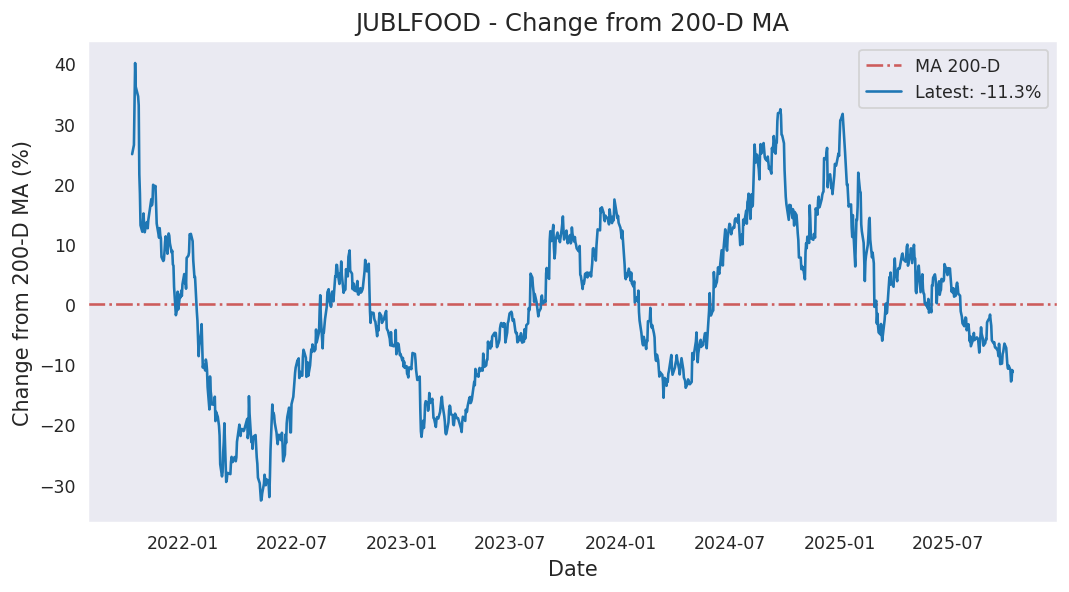 JUBLFOOD - Change from 200-D MA
MA 200-D
Latest: -11.3%
Change from 200-D MA (%)
40
30
20
10
0
−10
−20
−30
2022-01 2022-07 2023-01 2023-07 2024-01 2024-07 2025-01 2025-07
Date